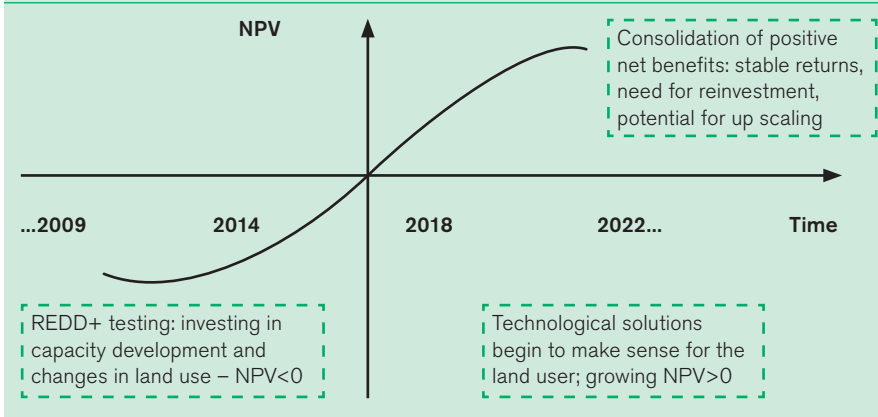 NPV
Consolidation of positive
net benefits: stable returns,
need for reinvestment,
potential for up scaling
...2009
2014
2018
2022...
Time
REDD+ testing: investing in
capacity development and
changes in land use – NPV<0
Technological solutions
begin to make sense for the
land user; growing NPV>0